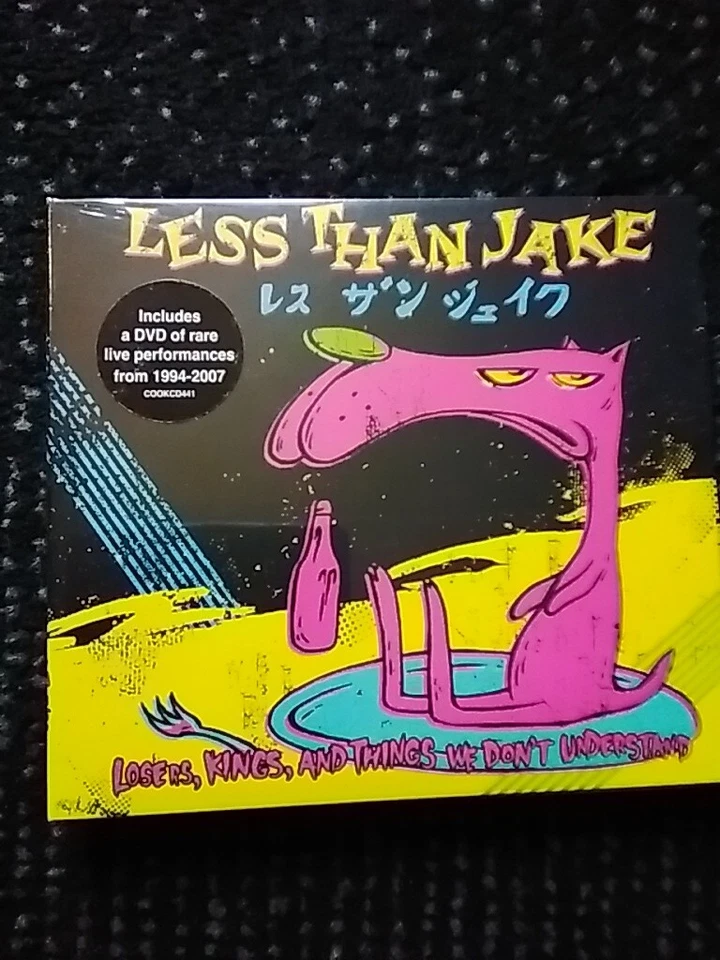 LESS THAN JAKE
レス ザン ジェイク
Includes
a DVD of rare
live performances
from 1994-2007
COOKCD441
LOSERS, KINGS, AND THINGS WE DON'T UNDERSTAND